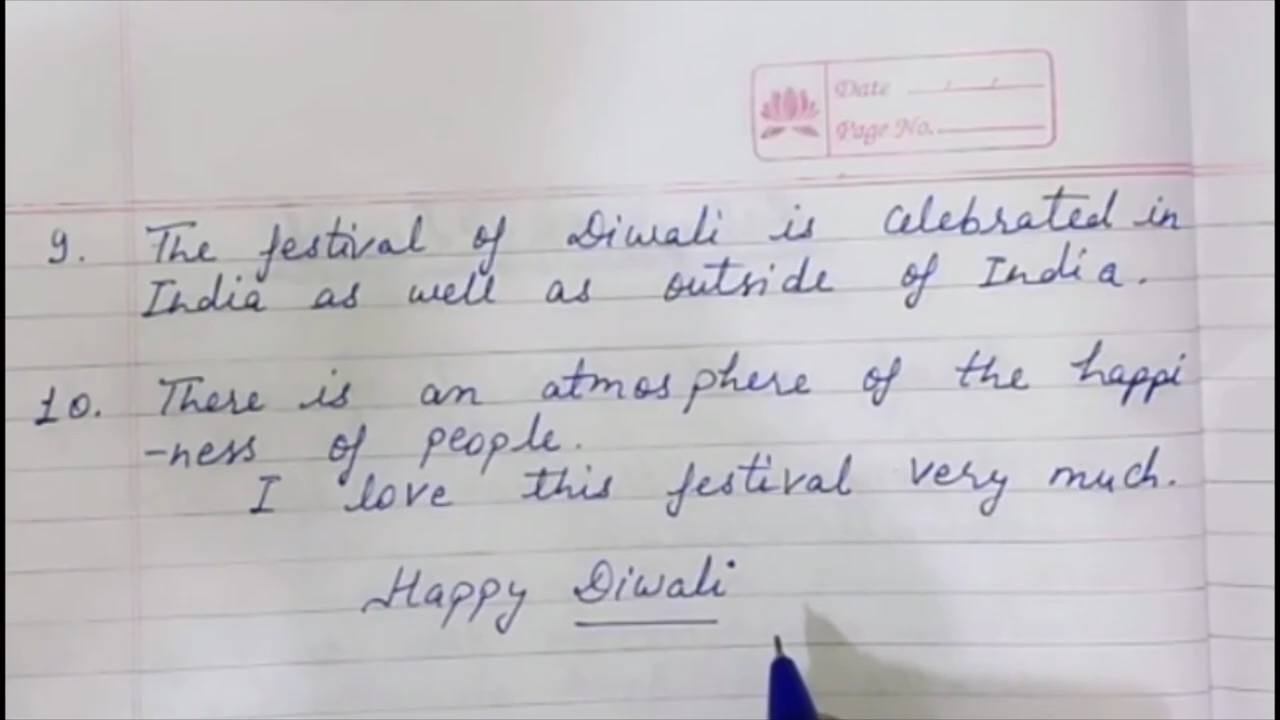 Date / /
Page No.
9. The festival of Diwali is celebrated in
India as well as outside of India.
10. There is an atmosphere of the happi
-ness of people.
I love this festival very much.
Happy Diwali